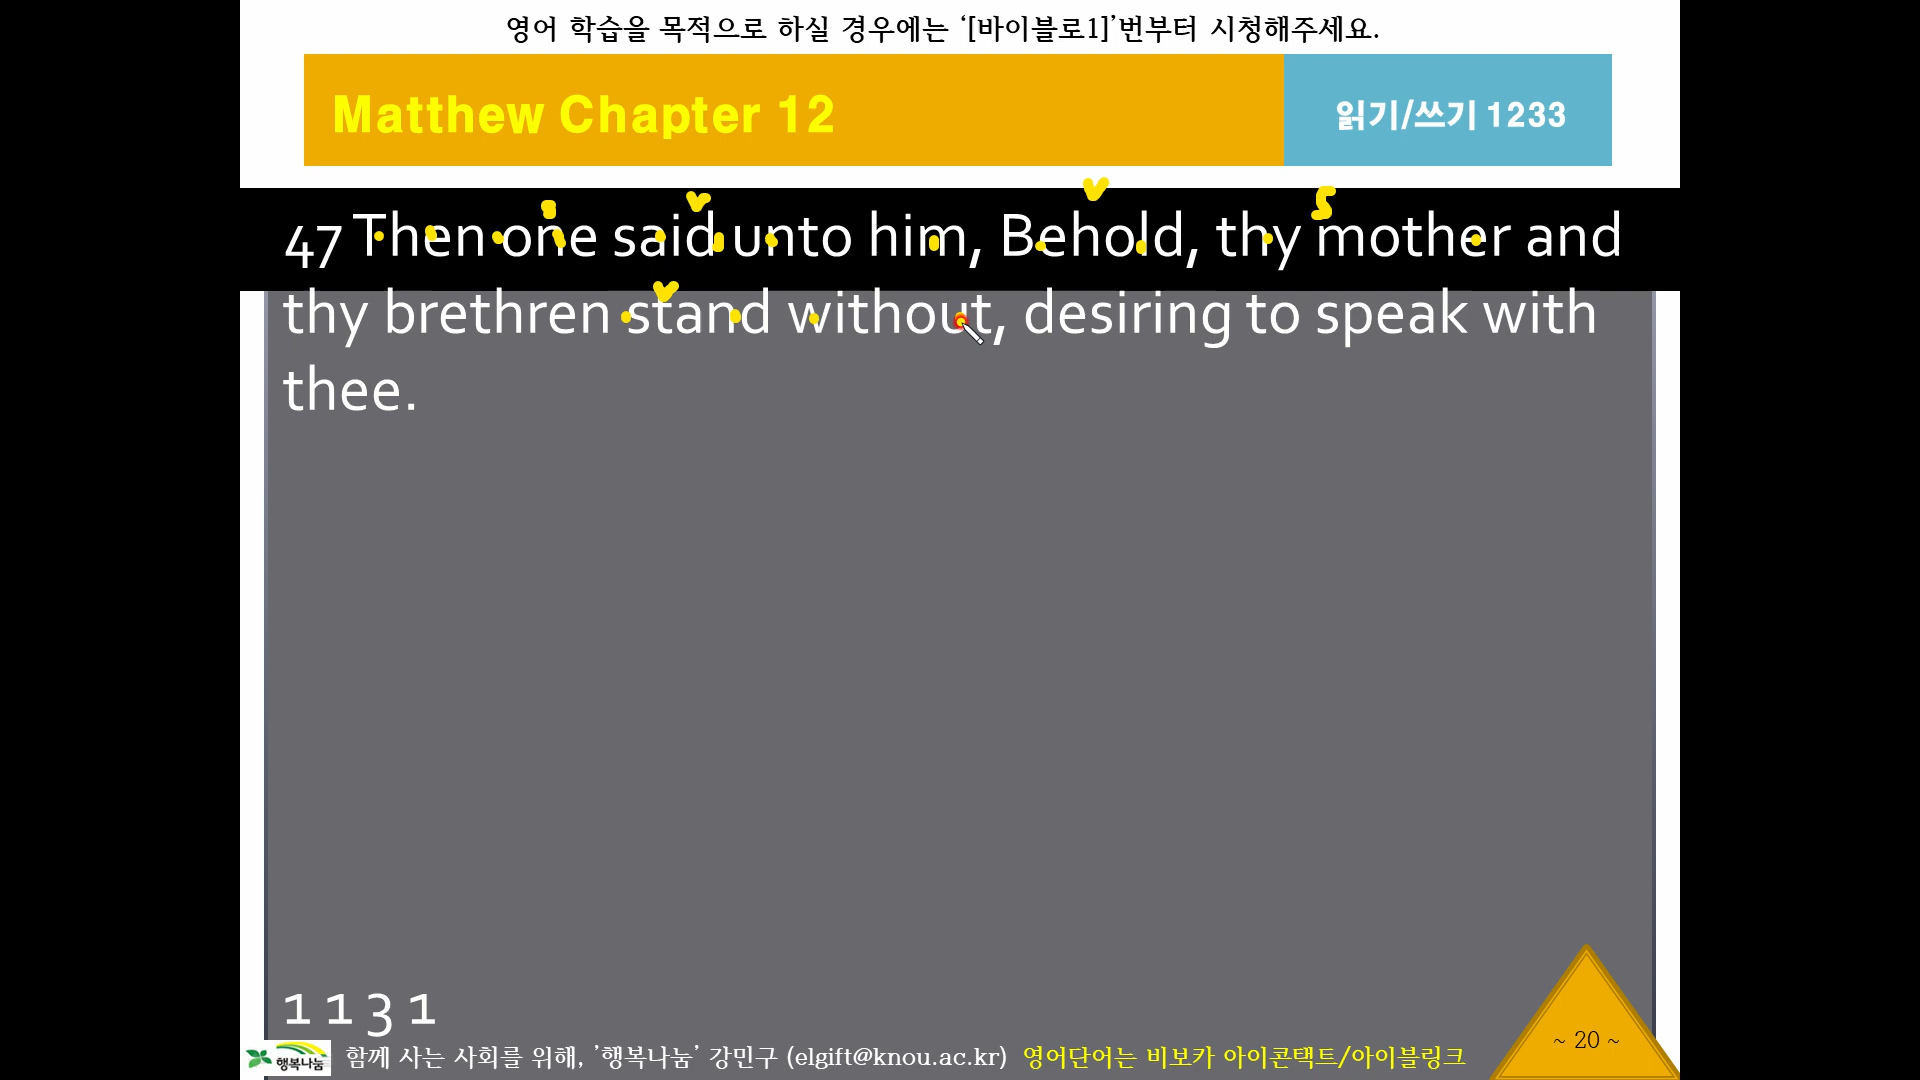 영어 학습을 목적으로 하실 경우에는 ‘[바이블로1]’번부터 시청해주세요.
Matthew Chapter 12
읽기/쓰기 1233
47 Then one said unto him, Behold, thy mother and
thy brethren stand without, desiring to speak with
thee.
1 1 3 1
~ 20 ~
행복나눔
함께 사는 사회를 위해, ’행복나눔’ 강민구 (elgift@knou.ac.kr) 영어단어는 비보카 아이콘택트/아이블링크